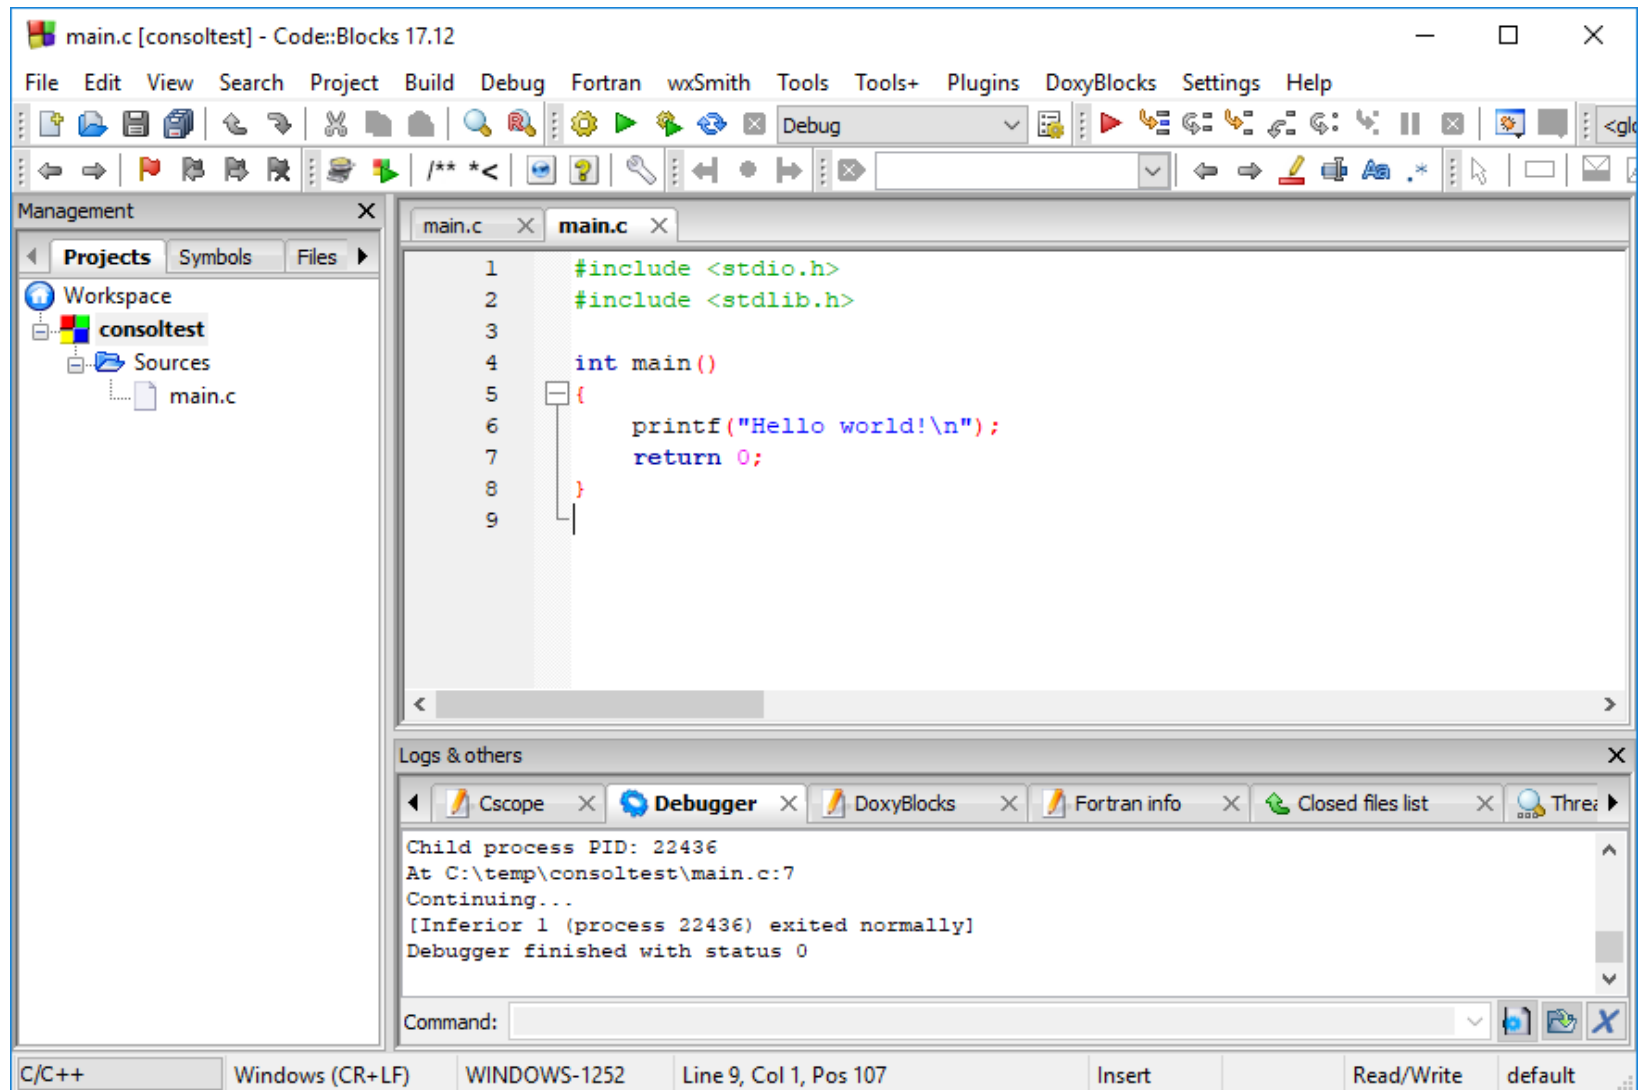 main.c [consoltest] - Code::Blocks 17.12
File Edit View Search Project Build Debug Fortran wxSmith Tools Tools+ Plugins DoxyBlocks Settings Help
Debug
/** *<
Management
Projects Symbols Files
Workspace
consoltest
Sources
main.c
main.c main.c
1 #include <stdio.h>
2 #include <stdlib.h>
3
4 int main()
5 {
6 printf("Hello world!\n");
7 return 0;
8 }
9
Logs & others
Cscope Debugger DoxyBlocks Fortran info Closed files list
Child process PID: 22436
At C:\temp\consoltest\main.c:7
Continuing...
[Inferior 1 (process 22436) exited normally]
Debugger finished with status 0
Command:
C/C++ Windows (CR+LF) WINDOWS-1252 Line 9, Col 1, Pos 107 Insert Read/Write default